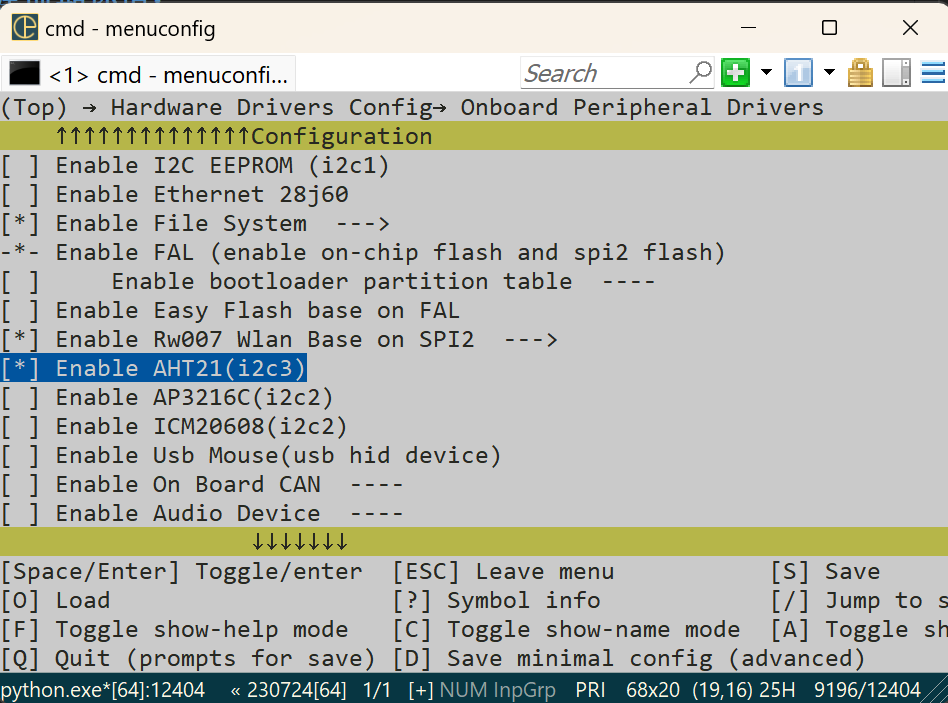 cmd - menuconfig
<1> cmd - menuconfi...
Search
1
(Top) → Hardware Drivers Config→ Onboard Peripheral Drivers
↑↑↑↑↑↑↑↑↑↑↑↑↑↑Configuration
[ ] Enable I2C EEPROM (i2c1)
[ ] Enable Ethernet 28j60
[*] Enable File System  --->
-*- Enable FAL (enable on-chip flash and spi2 flash)
[ ]     Enable bootloader partition table  ----
[ ] Enable Easy Flash base on FAL
[*] Enable Rw007 Wlan Base on SPI2  --->
[*] Enable AHT21(i2c3)
[ ] Enable AP3216C(i2c2)
[ ] Enable ICM20608(i2c2)
[ ] Enable Usb Mouse(usb hid device)
[ ] Enable On Board CAN  ----
[ ] Enable Audio Device  ----
↓↓↓↓↓↓↓
[Space/Enter] Toggle/enter  [ESC] Leave menu           [S] Save
[O] Load                    [?] Symbol info            [/] Jump to s
[F] Toggle show-help mode   [C] Toggle show-name mode  [A] Toggle sh
[Q] Quit (prompts for save) [D] Save minimal config (advanced)
python.exe*[64]:12404  « 230724[64]  1/1  [+] NUM InpGrp  PRI  68x20  (19,16) 25H  9196/12404